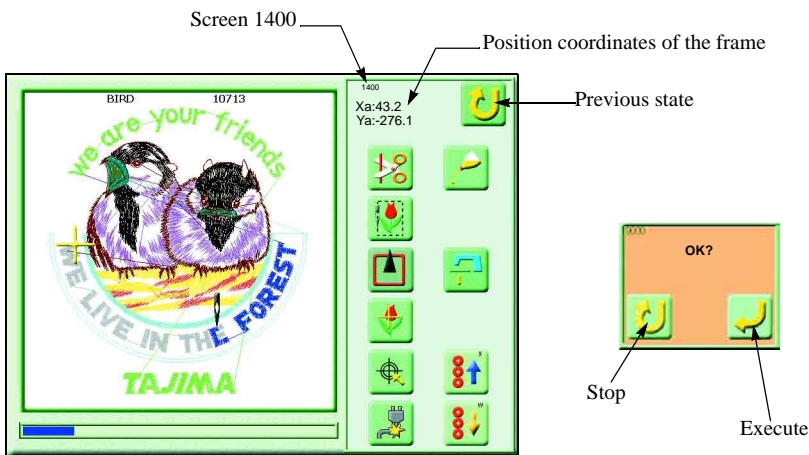 Screen 1400
Position coordinates of the frame
1400
Xa:43.2
Ya:-276.1
Previous state
BIRD 10713
we are your friends
WE LIVE IN THE FOREST
TAJIMA
X
W
OK?
Stop
Execute